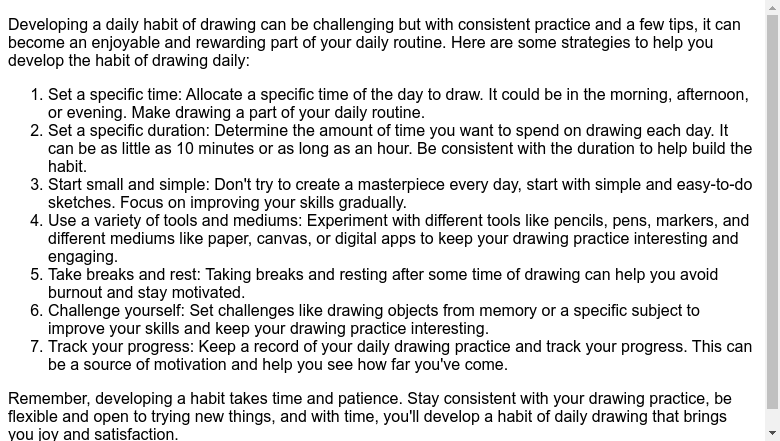 Developing a daily habit of drawing can be challenging but with consistent practice and a few tips, it can
become an enjoyable and rewarding part of your daily routine. Here are some strategies to help you
develop the habit of drawing daily:
1. Set a specific time: Allocate a specific time of the day to draw. It could be in the morning, afternoon,
or evening. Make drawing a part of your daily routine.
2. Set a specific duration: Determine the amount of time you want to spend on drawing each day. It
can be as little as 10 minutes or as long as an hour. Be consistent with the duration to help build the
habit.
3. Start small and simple: Don't try to create a masterpiece every day, start with simple and easy-to-do
sketches. Focus on improving your skills gradually.
4. Use a variety of tools and mediums: Experiment with different tools like pencils, pens, markers, and
different mediums like paper, canvas, or digital apps to keep your drawing practice interesting and
engaging.
5. Take breaks and rest: Taking breaks and resting after some time of drawing can help you avoid
burnout and stay motivated.
6. Challenge yourself: Set challenges like drawing objects from memory or a specific subject to
improve your skills and keep your drawing practice interesting.
7. Track your progress: Keep a record of your daily drawing practice and track your progress. This can
be a source of motivation and help you see how far you've come.
Remember, developing a habit takes time and patience. Stay consistent with your drawing practice, be
flexible and open to trying new things, and with time, you'll develop a habit of daily drawing that brings
you joy and satisfaction.